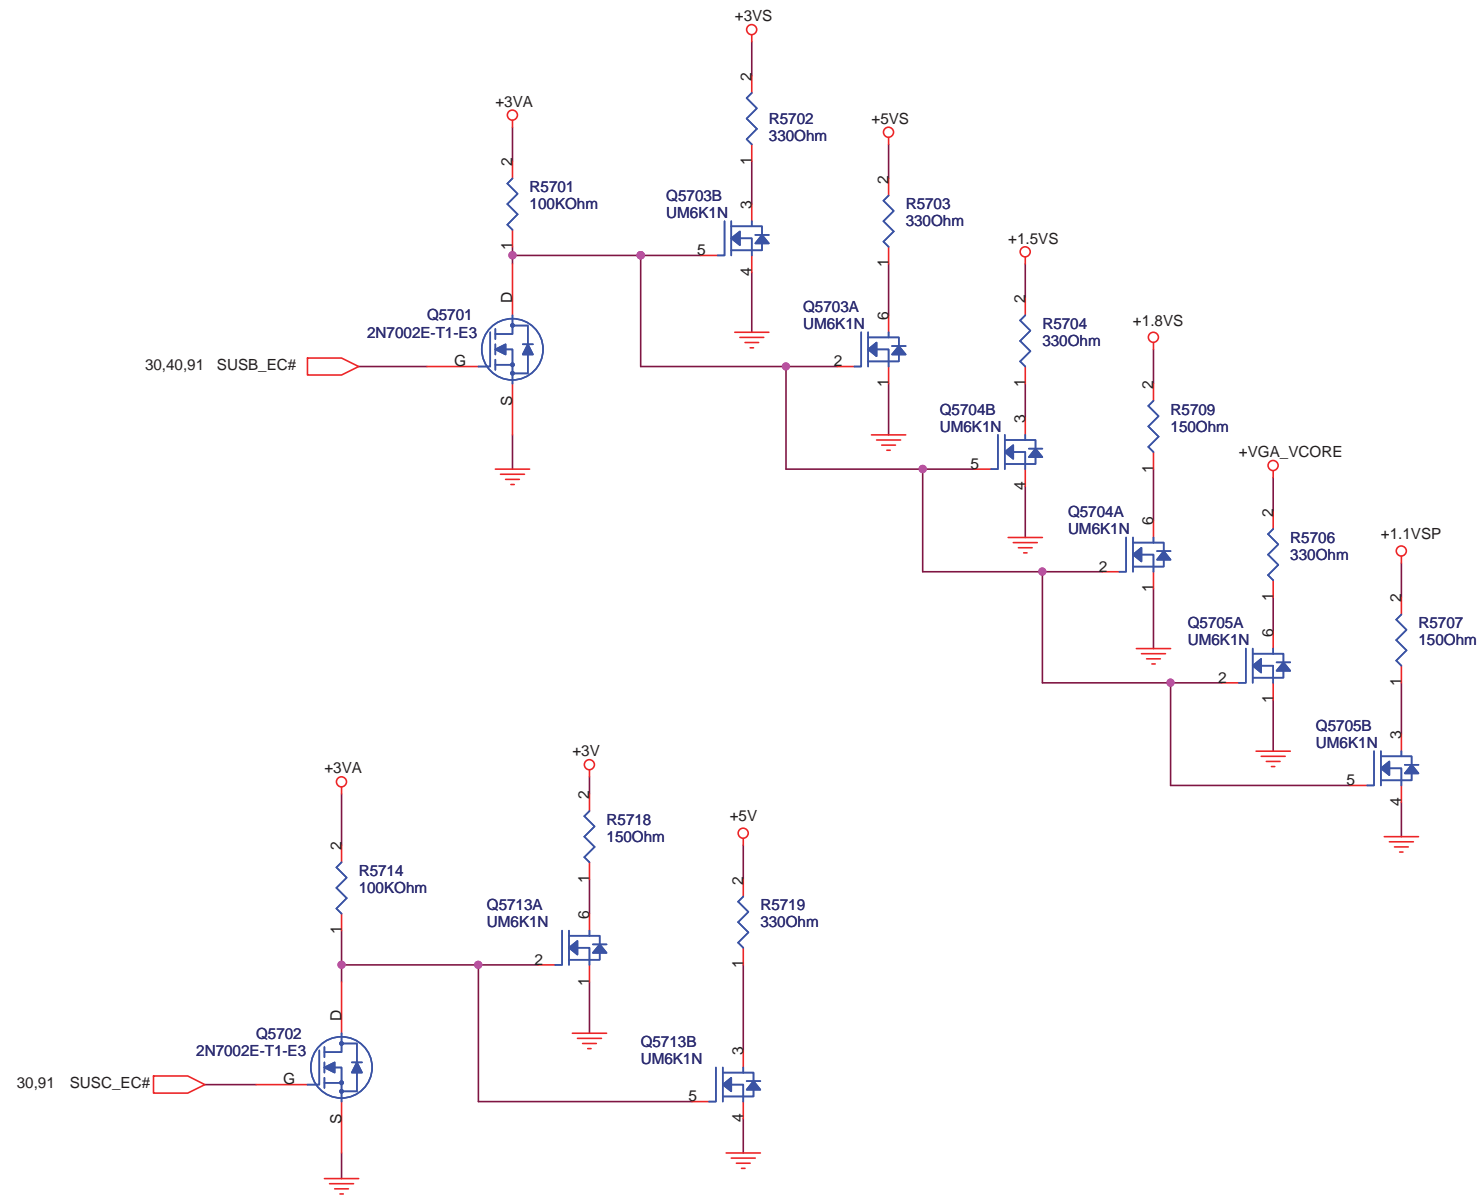 +3VS
2
R5702
330Ohm
1
+3VA
2
R5701
100KOhm
1
Q5703B
UM6K1N
3
5
4
+5VS
2
R5703
330Ohm
1
Q5701
2N7002E-T1-E3
D
G
S
30,40,91 SUSB_EC#
Q5703A
UM6K1N
6
2
1
+1.5VS
2
R5704
330Ohm
1
Q5704B
UM6K1N
3
5
4
+1.8VS
2
R5709
150Ohm
1
Q5704A
UM6K1N
6
2
1
+VGA_VCORE
2
R5706
330Ohm
1
Q5705A
UM6K1N
6
2
1
+1.1VSP
2
R5707
150Ohm
1
Q5705B
UM6K1N
3
5
4
+3VA
2
R5714
100KOhm
1
+3V
2
R5718
150Ohm
1
Q5713A
UM6K1N
6
2
1
+5V
2
R5719
330Ohm
1
Q5702
2N7002E-T1-E3
D
G
S
30,91 SUSC_EC#
Q5713B
UM6K1N
3
5
4